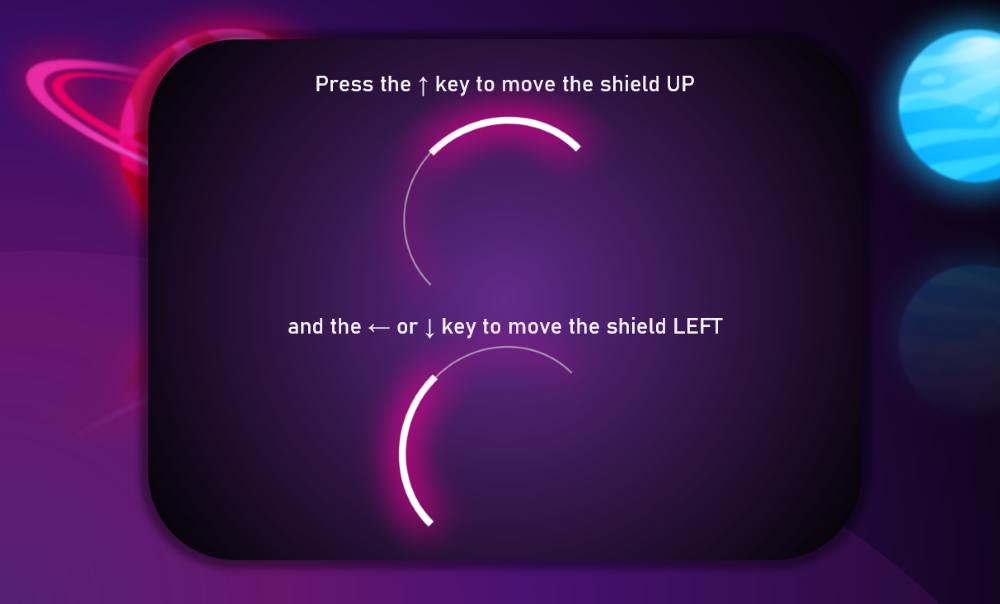 Press the ↑ key to move the shield UP
and the ← or ↓ key to move the shield LEFT